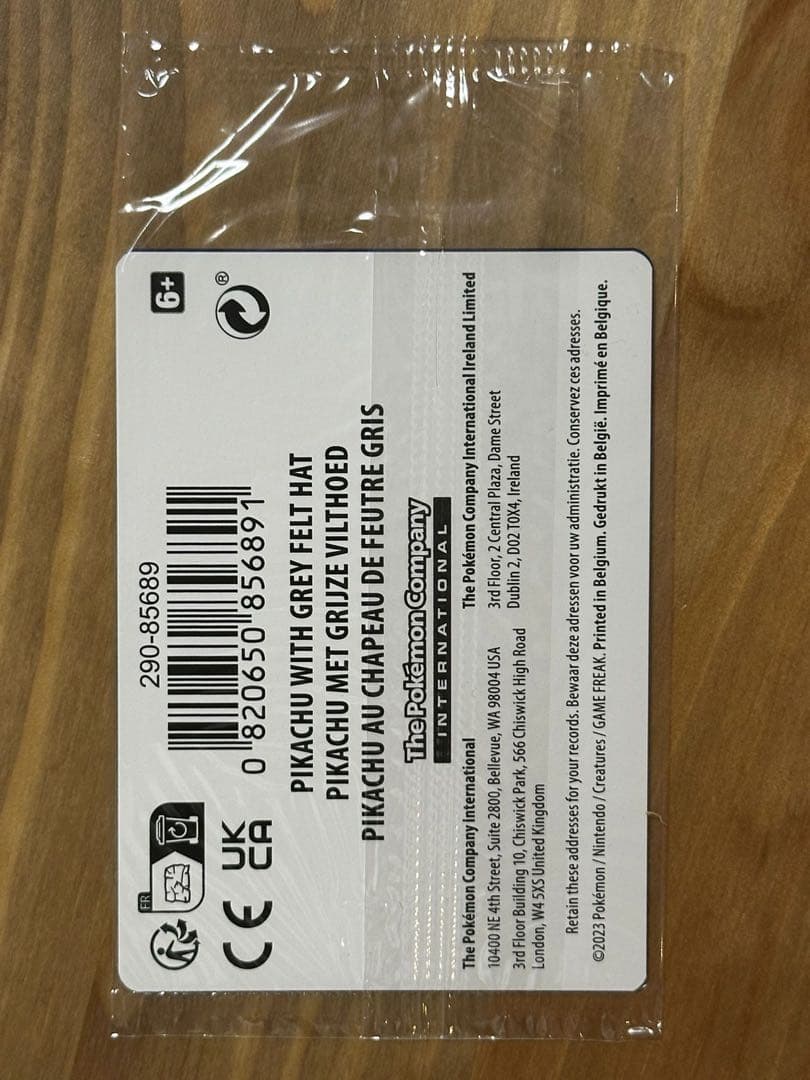 FR
CE
UK
CA
290-85689
0 820650 856891
6+
®
PIKACHU WITH GREY FELT HAT
PIKACHU MET GRIJZE VILTHOED
PIKACHU AU CHAPEAU DE FEUTRE GRIS
The Pokémon Company
INTERNATIONAL
The Pokémon Company International
10400 NE 4th Street, Suite 2800, Bellevue, WA 98004 USA
3rd Floor Building 10, Chiswick Park, 566 Chiswick High Road
London, W4 5XS United Kingdom
The Pokémon Company International Ireland Limited
3rd Floor, 2 Central Plaza, Dame Street
Dublin 2, D02 T0X4, Ireland
Retain these addresses for your records. Bewaar deze adressen voor uw administratie. Conservez ces adresses.
©2023 Pokémon / Nintendo / Creatures / GAME FREAK. Printed in Belgium. Gedrukt in België. Imprimé en Belgique.